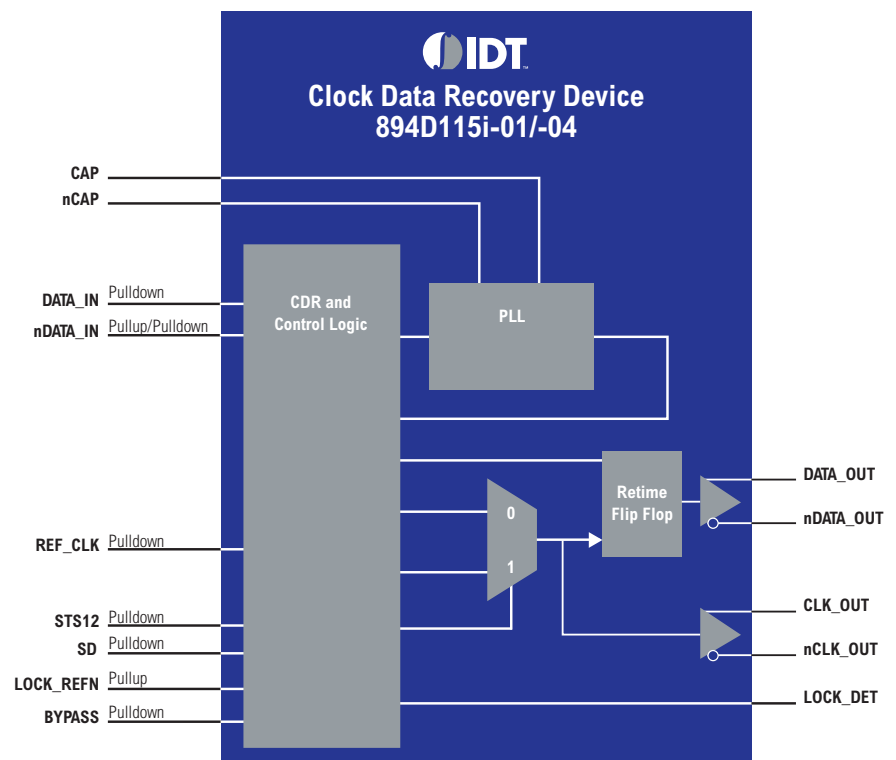 IDT™
Clock Data Recovery Device
894D115i-01/-04
CAP
nCAP
DATA_IN Pulldown
nDATA_IN Pullup/Pulldown
CDR and
Control Logic
PLL
REF_CLK Pulldown
STS12 Pulldown
SD Pulldown
LOCK_REFN Pullup
BYPASS Pulldown
0
1
Retime
Flip Flop
DATA_OUT
nDATA_OUT
CLK_OUT
nCLK_OUT
LOCK_DET